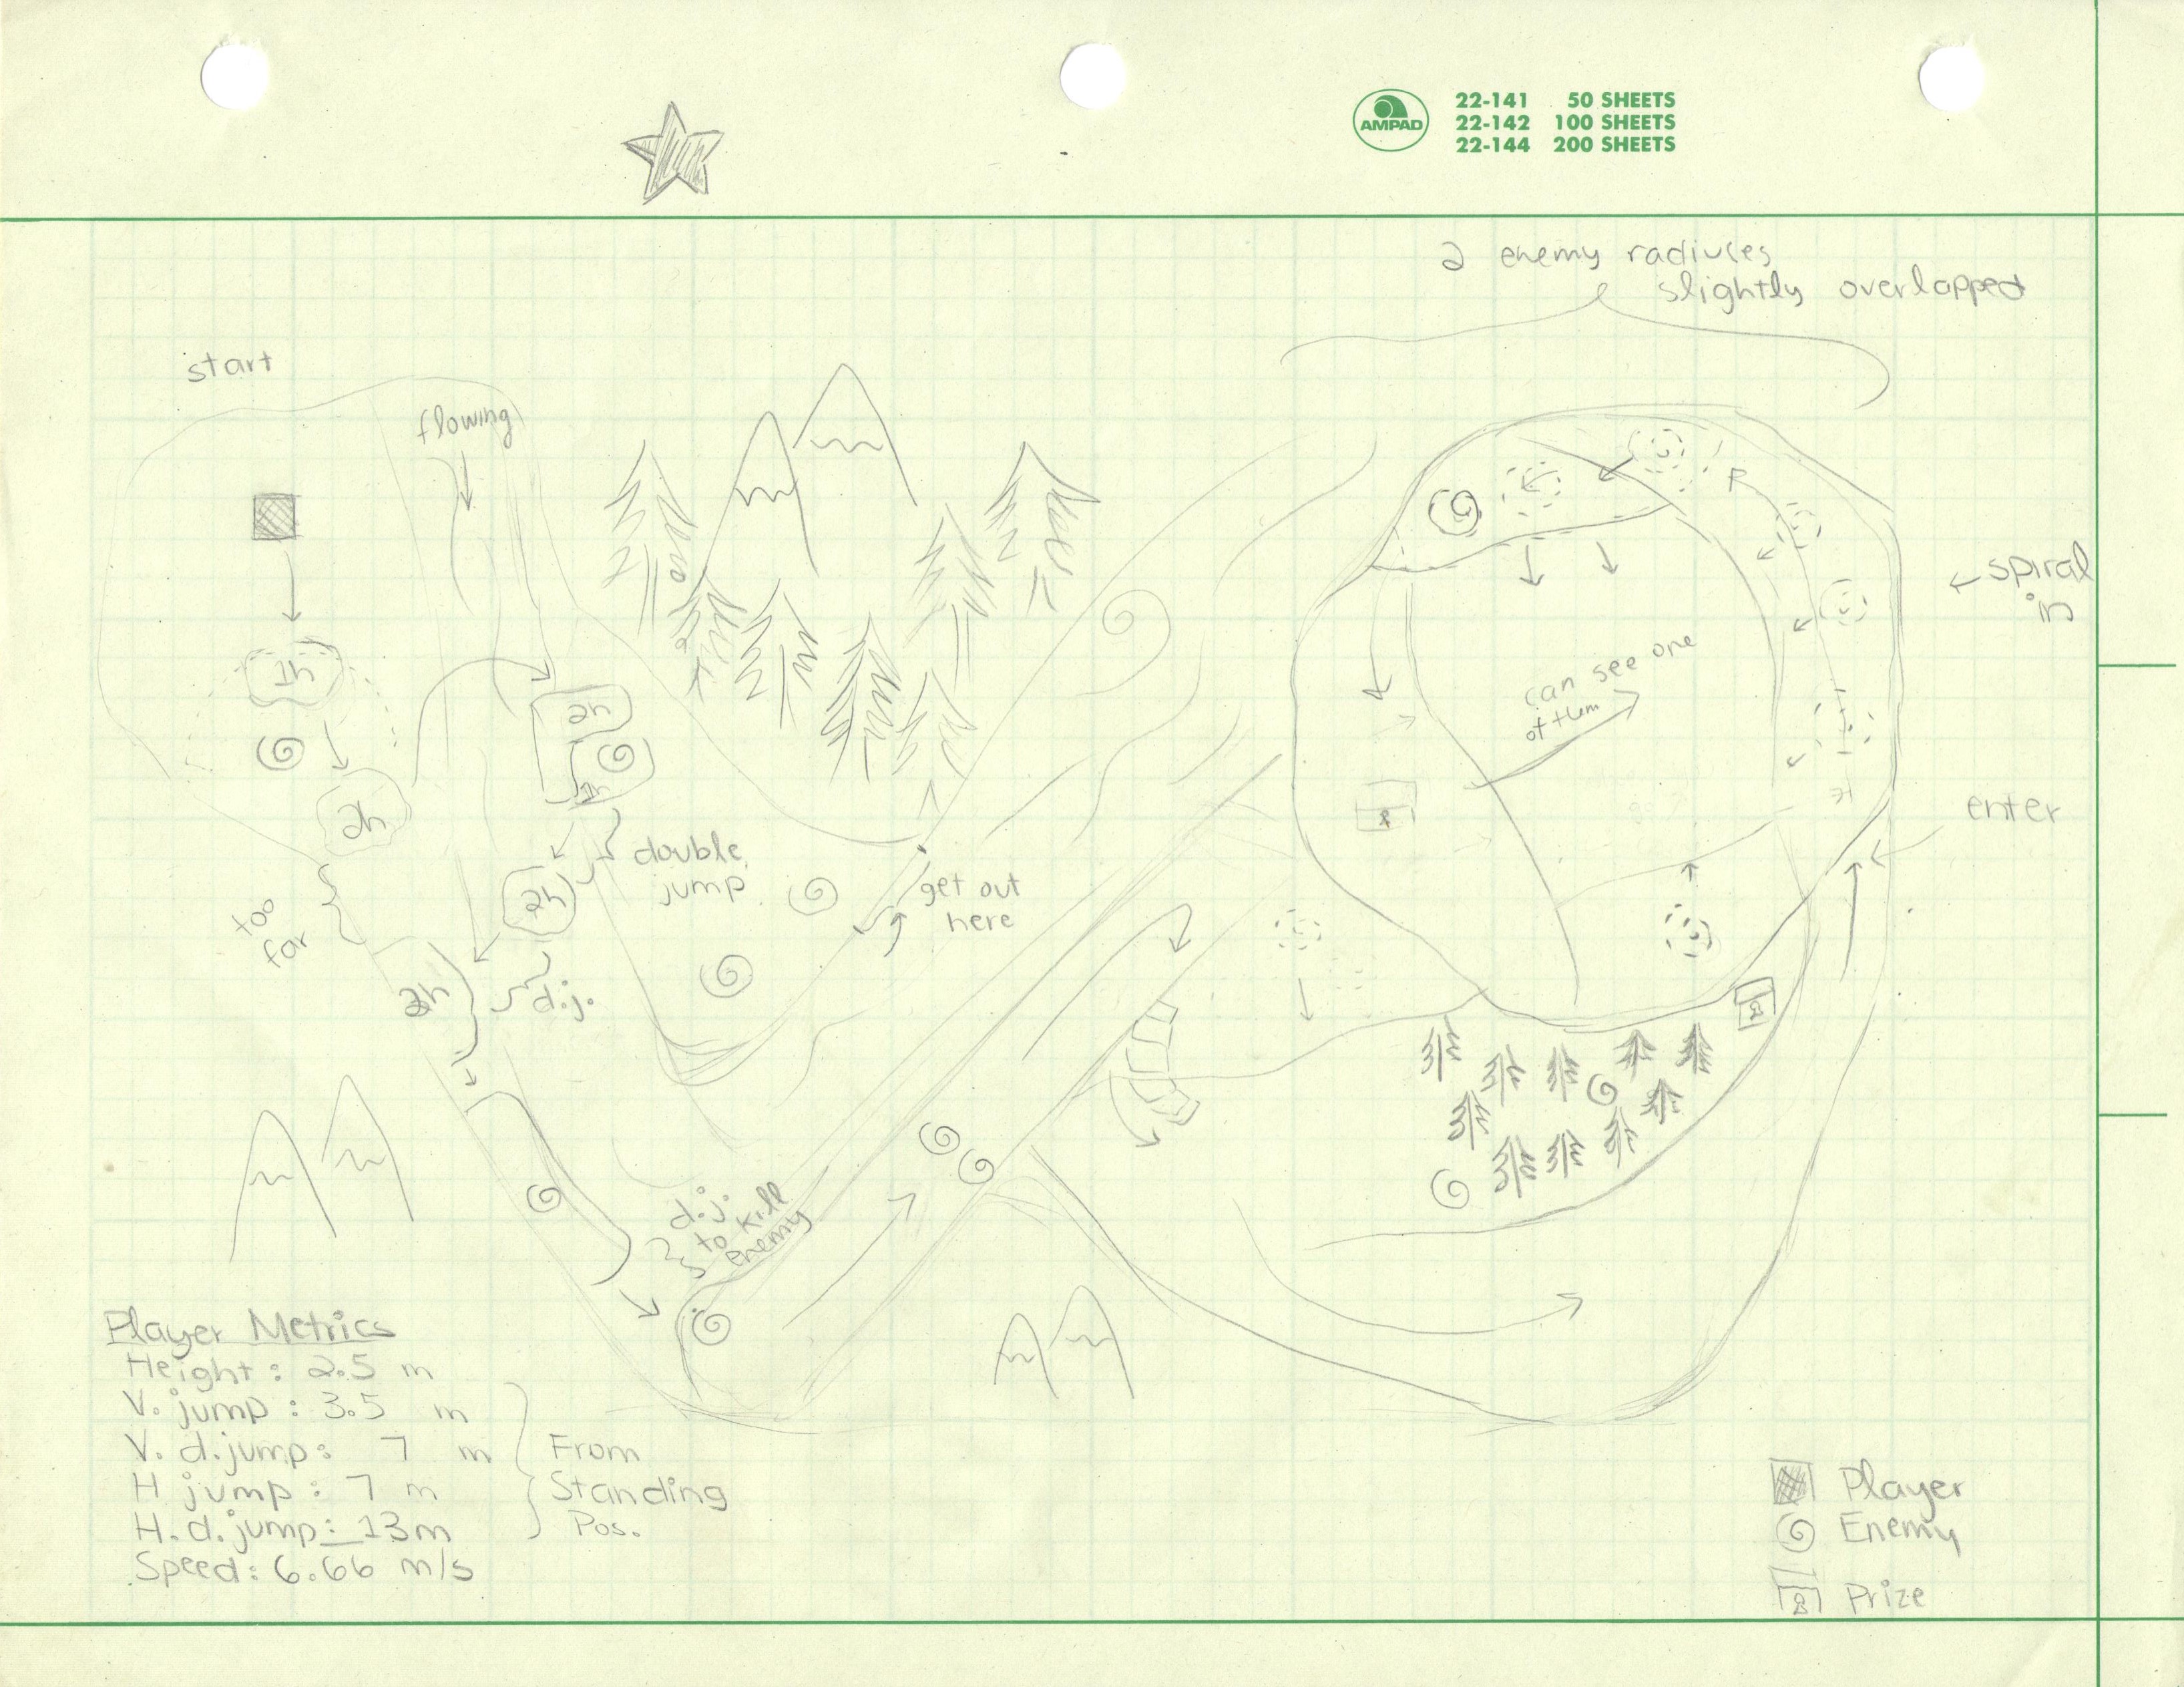 22-141 50 SHEETS
AMPAD 22-142 100 SHEETS
22-144 200 SHEETS
2 enemy radiuses
slightly overlapped
start
flowing
R
spiral
in
1h
can see one
of them
2h
1h
2h
enter
double
jump
2h
too
far
get out
here
2h
d.j.
d.j.
to kill
enemy
Player Metrics
Height: 2.5 m
V. jump: 3.5 m
V. d.jump: 7 m
H jump: 7 m
H.d.jump: 13m
Speed: 6.66 m/s
From
Standing
Pos.
Player
Enemy
Prize